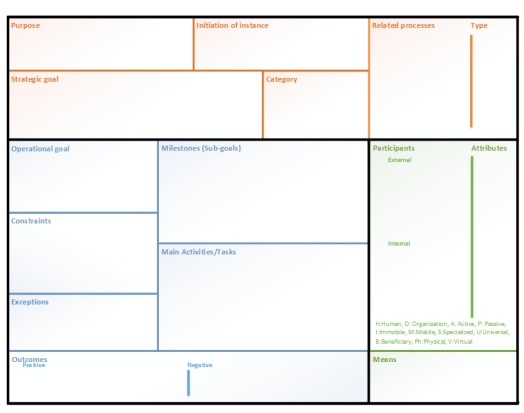 Purpose
Initiation of instance
Related processes
Type
Strategic goal
Category
Operational goal
Milestones (Sub-goals)
Participants
Attributes
External
Constraints
Internal
Main Activities/Tasks
Exceptions
H:Human, O: Organisation, A: Active, P: Passive,
I:Immobile, M:Mobile, S:Specialized, U:Universal,
B:Beneficiary, Ph:Physical, V:Virtual
Outcomes
Positive
Negative
Means